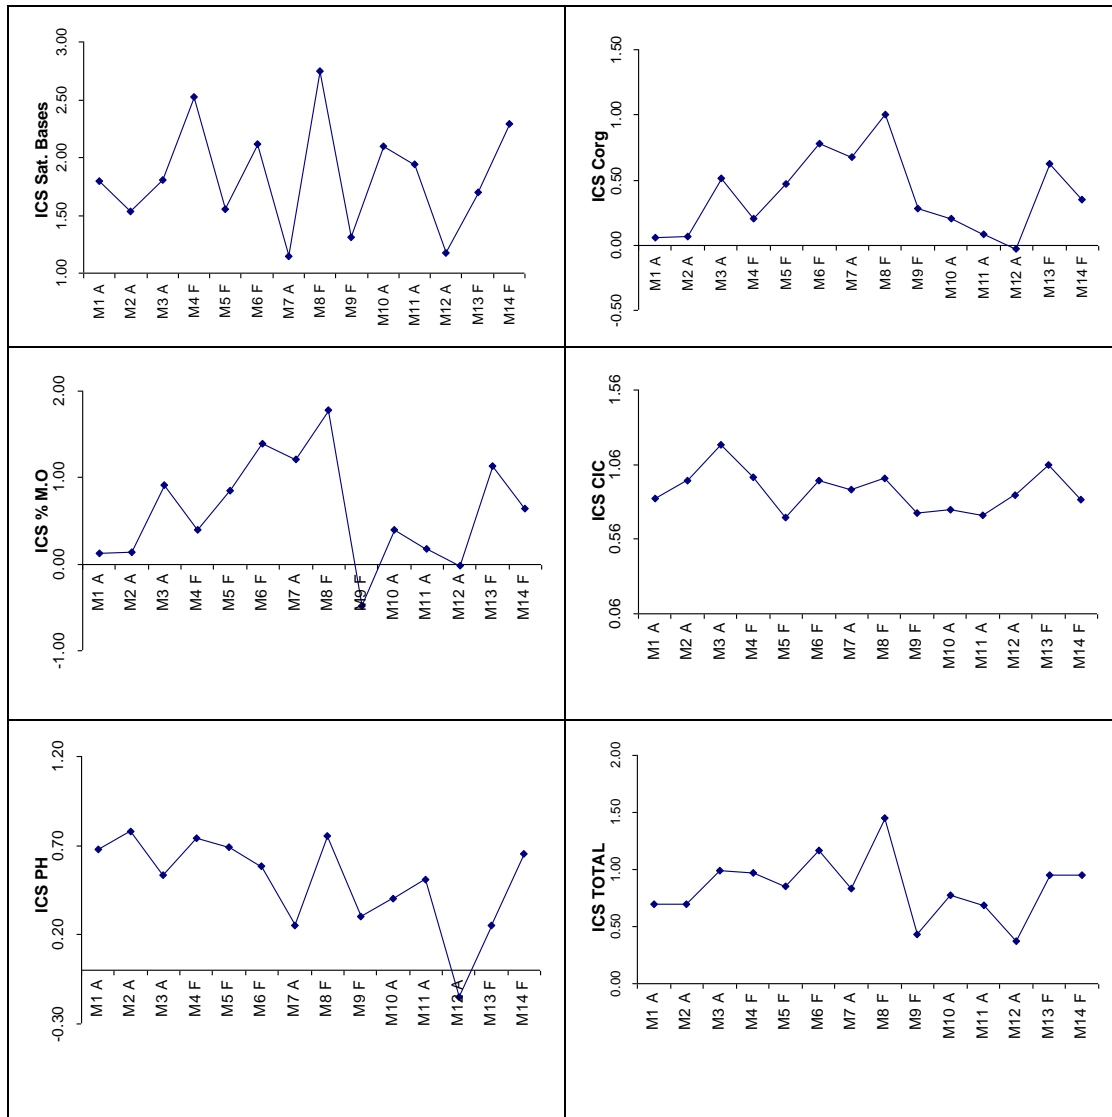 ICS Sat. Bases
3.00
2.50
2.00
1.50
1.00
M1 A
M2 A
M3 A
M4 F
M5 F
M6 F
M7 A
M8 F
M9 F
M10 A
M11 A
M12 A
M13 F
M14 F
ICS Corg
1.50
1.00
0.50
0.00
-0.50
M1 A
M2 A
M3 A
M4 F
M5 F
M6 F
M7 A
M8 F
M9 F
M10 A
M11 A
M12 A
M13 F
M14 F
ICS % M.O
2.00
1.00
0.00
-1.00
M1 A
M2 A
M3 A
M4 F
M5 F
M6 F
M7 A
M8 F
M9 F
M10 A
M11 A
M12 A
M13 F
M14 F
ICS CIC
1.56
1.06
0.56
0.06
M1 A
M2 A
M3 A
M4 F
M5 F
M6 F
M7 A
M8 F
M9 F
M10 A
M11 A
M12 A
M13 F
M14 F
ICS PH
1.20
0.70
0.20
-0.30
M1 A
M2 A
M3 A
M4 F
M5 F
M6 F
M7 A
M8 F
M9 F
M10 A
M11 A
M12 A
M13 F
M14 F
ICS TOTAL
2.00
1.50
1.00
0.50
0.00
M1 A
M2 A
M3 A
M4 F
M5 F
M6 F
M7 A
M8 F
M9 F
M10 A
M11 A
M12 A
M13 F
M14 F